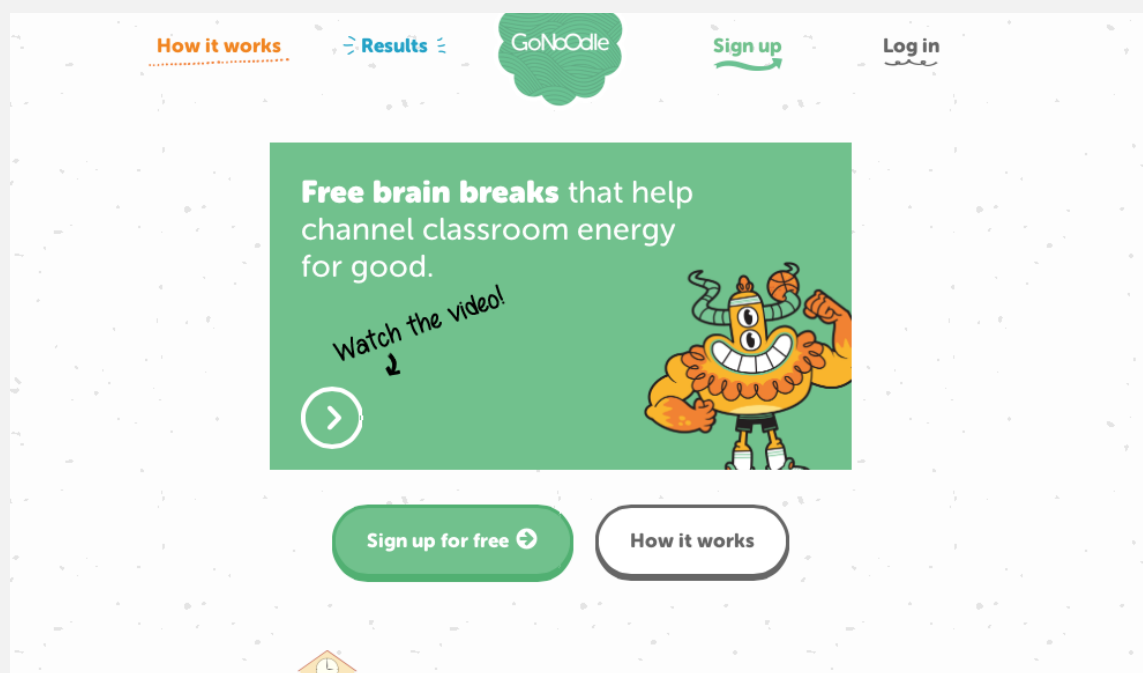 How it works
Results
GoNoOdle
Sign up
Log in
Free brain breaks that help
channel classroom energy
for good.
Watch the video!
Sign up for free
How it works